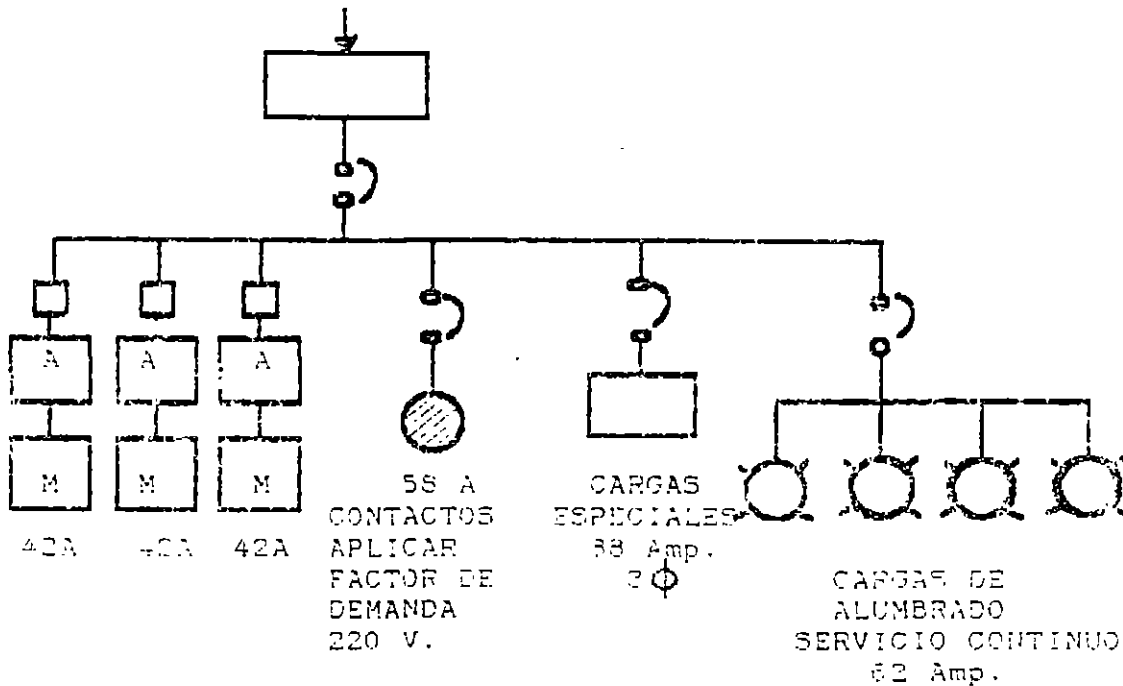 A A A
M M M
42A 42A 42A
58 A
CONTACTOS
APLICAR
FACTOR DE
DEMANDA
220 V.
CARGAS
ESPECIALES
Amp.
CARGAS DE
ALUMBRADO
SERVICIO CONTINUO
62 Amp.